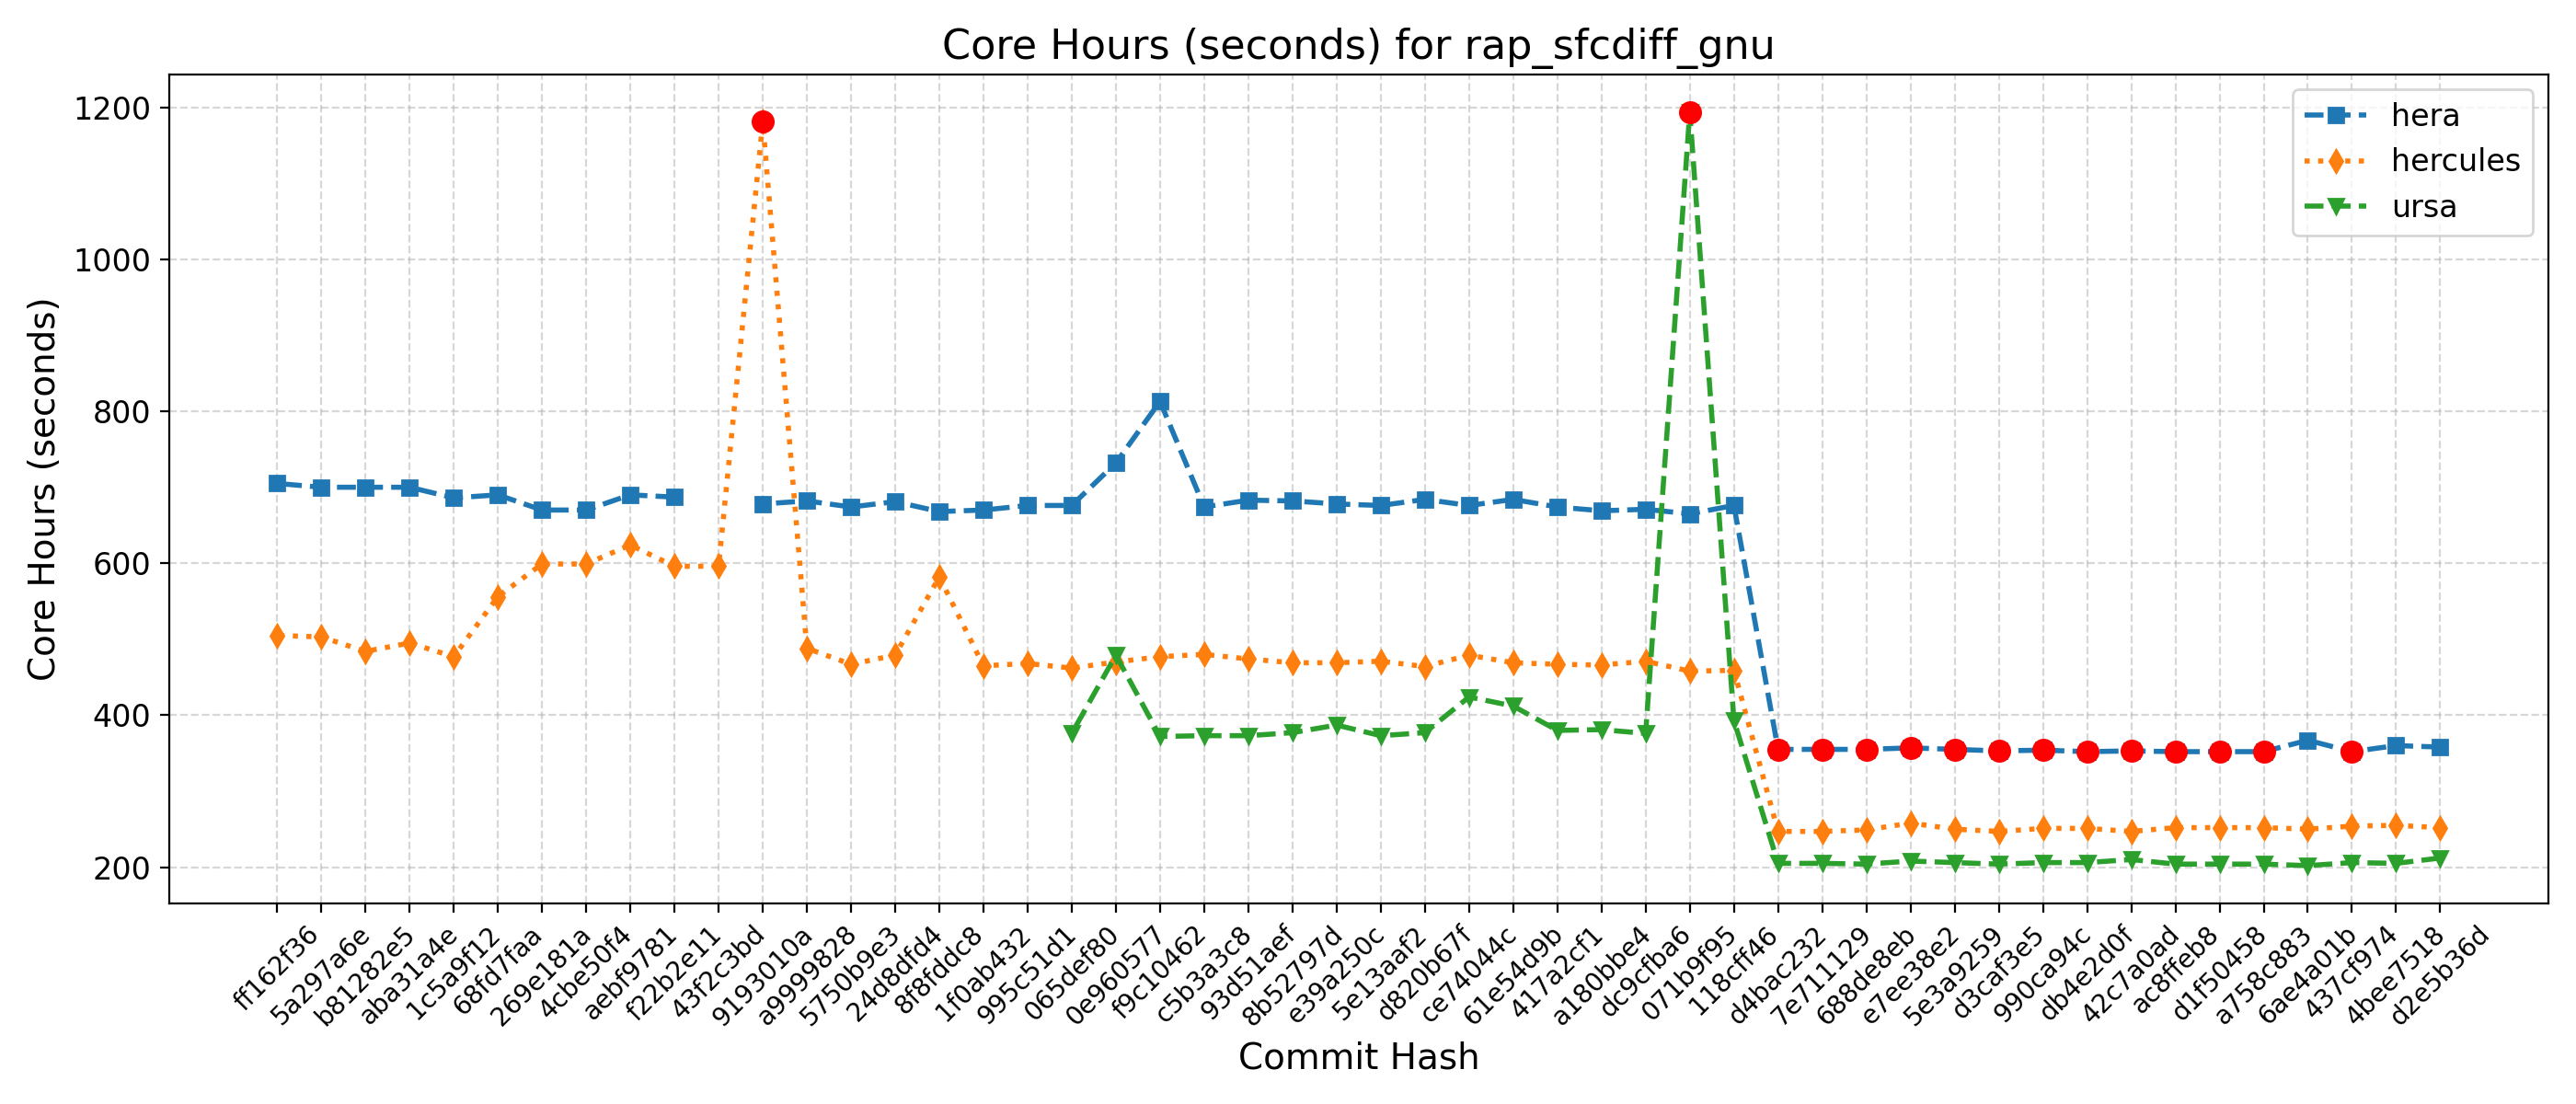 Core Hours (seconds) for rap_sfcdiff_gnu
hera
hercules
ursa
Core Hours (seconds)
1200
1000
800
600
400
200
ff162f36
5a297a6e
b81282e5
aba31a4e
1c5a9f12
68fd7faa
269e181a
4cbe50f4
aebf9781
f22b2e11
43f2c3bd
9193010a
a9999828
5750b9e3
24d8dfd4
8f8fddc8
1f0ab432
995c51d1
065def80
0e960577
f9c10462
c5b3a3c8
93d51aef
8b52797d
e39a250c
5e13aaf2
d820b67f
ce74044c
61e54d9b
417a2cf1
a180bbe4
dc9cfba6
071b9f95
118cff46
d4bac232
7e711129
688de8eb
e7ee38e2
5e3a9259
d3caf3e5
990ca94c
db4e2d0f
42c7a0ad
ac8ffeb8
d1f50458
a758c883
6ae4a01b
437cf974
4bee7518
d2e5b36d
Commit Hash